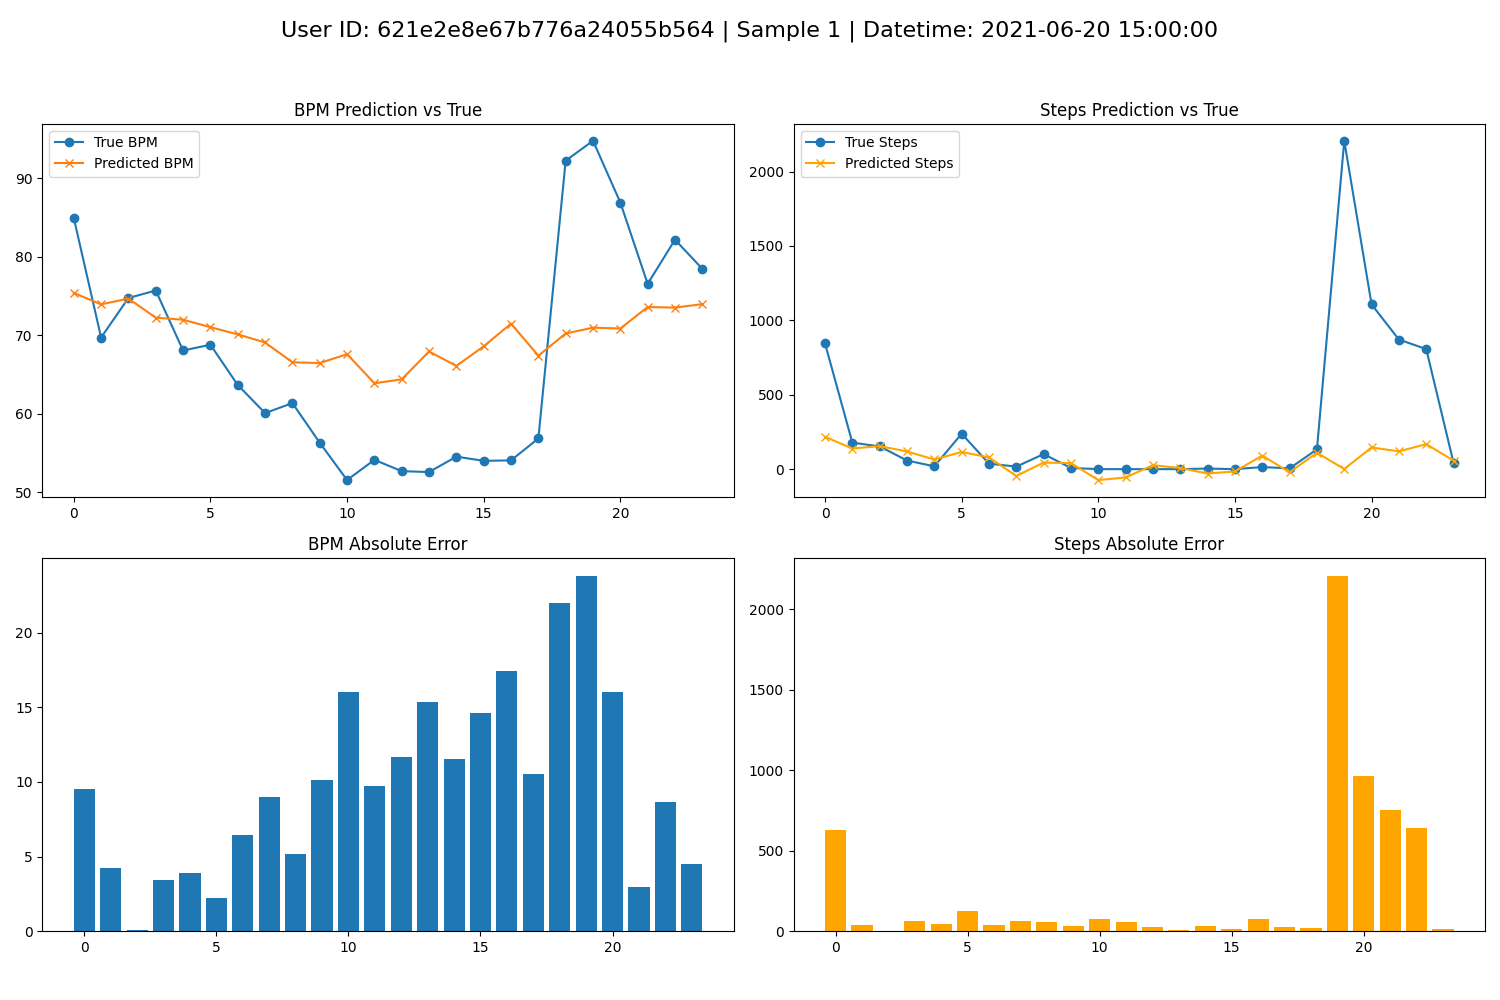 User ID: 621e2e8e67b776a24055b564 | Sample 1 | Datetime: 2021-06-20 15:00:00
BPM Prediction vs True
True BPM
Predicted BPM
90
80
70
60
50
0 5 10 15 20
Steps Prediction vs True
True Steps
Predicted Steps
2000
1500
1000
500
0
0 5 10 15 20
BPM Absolute Error
20
15
10
5
0
0 5 10 15 20
Steps Absolute Error
2000
1500
1000
500
0
0 5 10 15 20